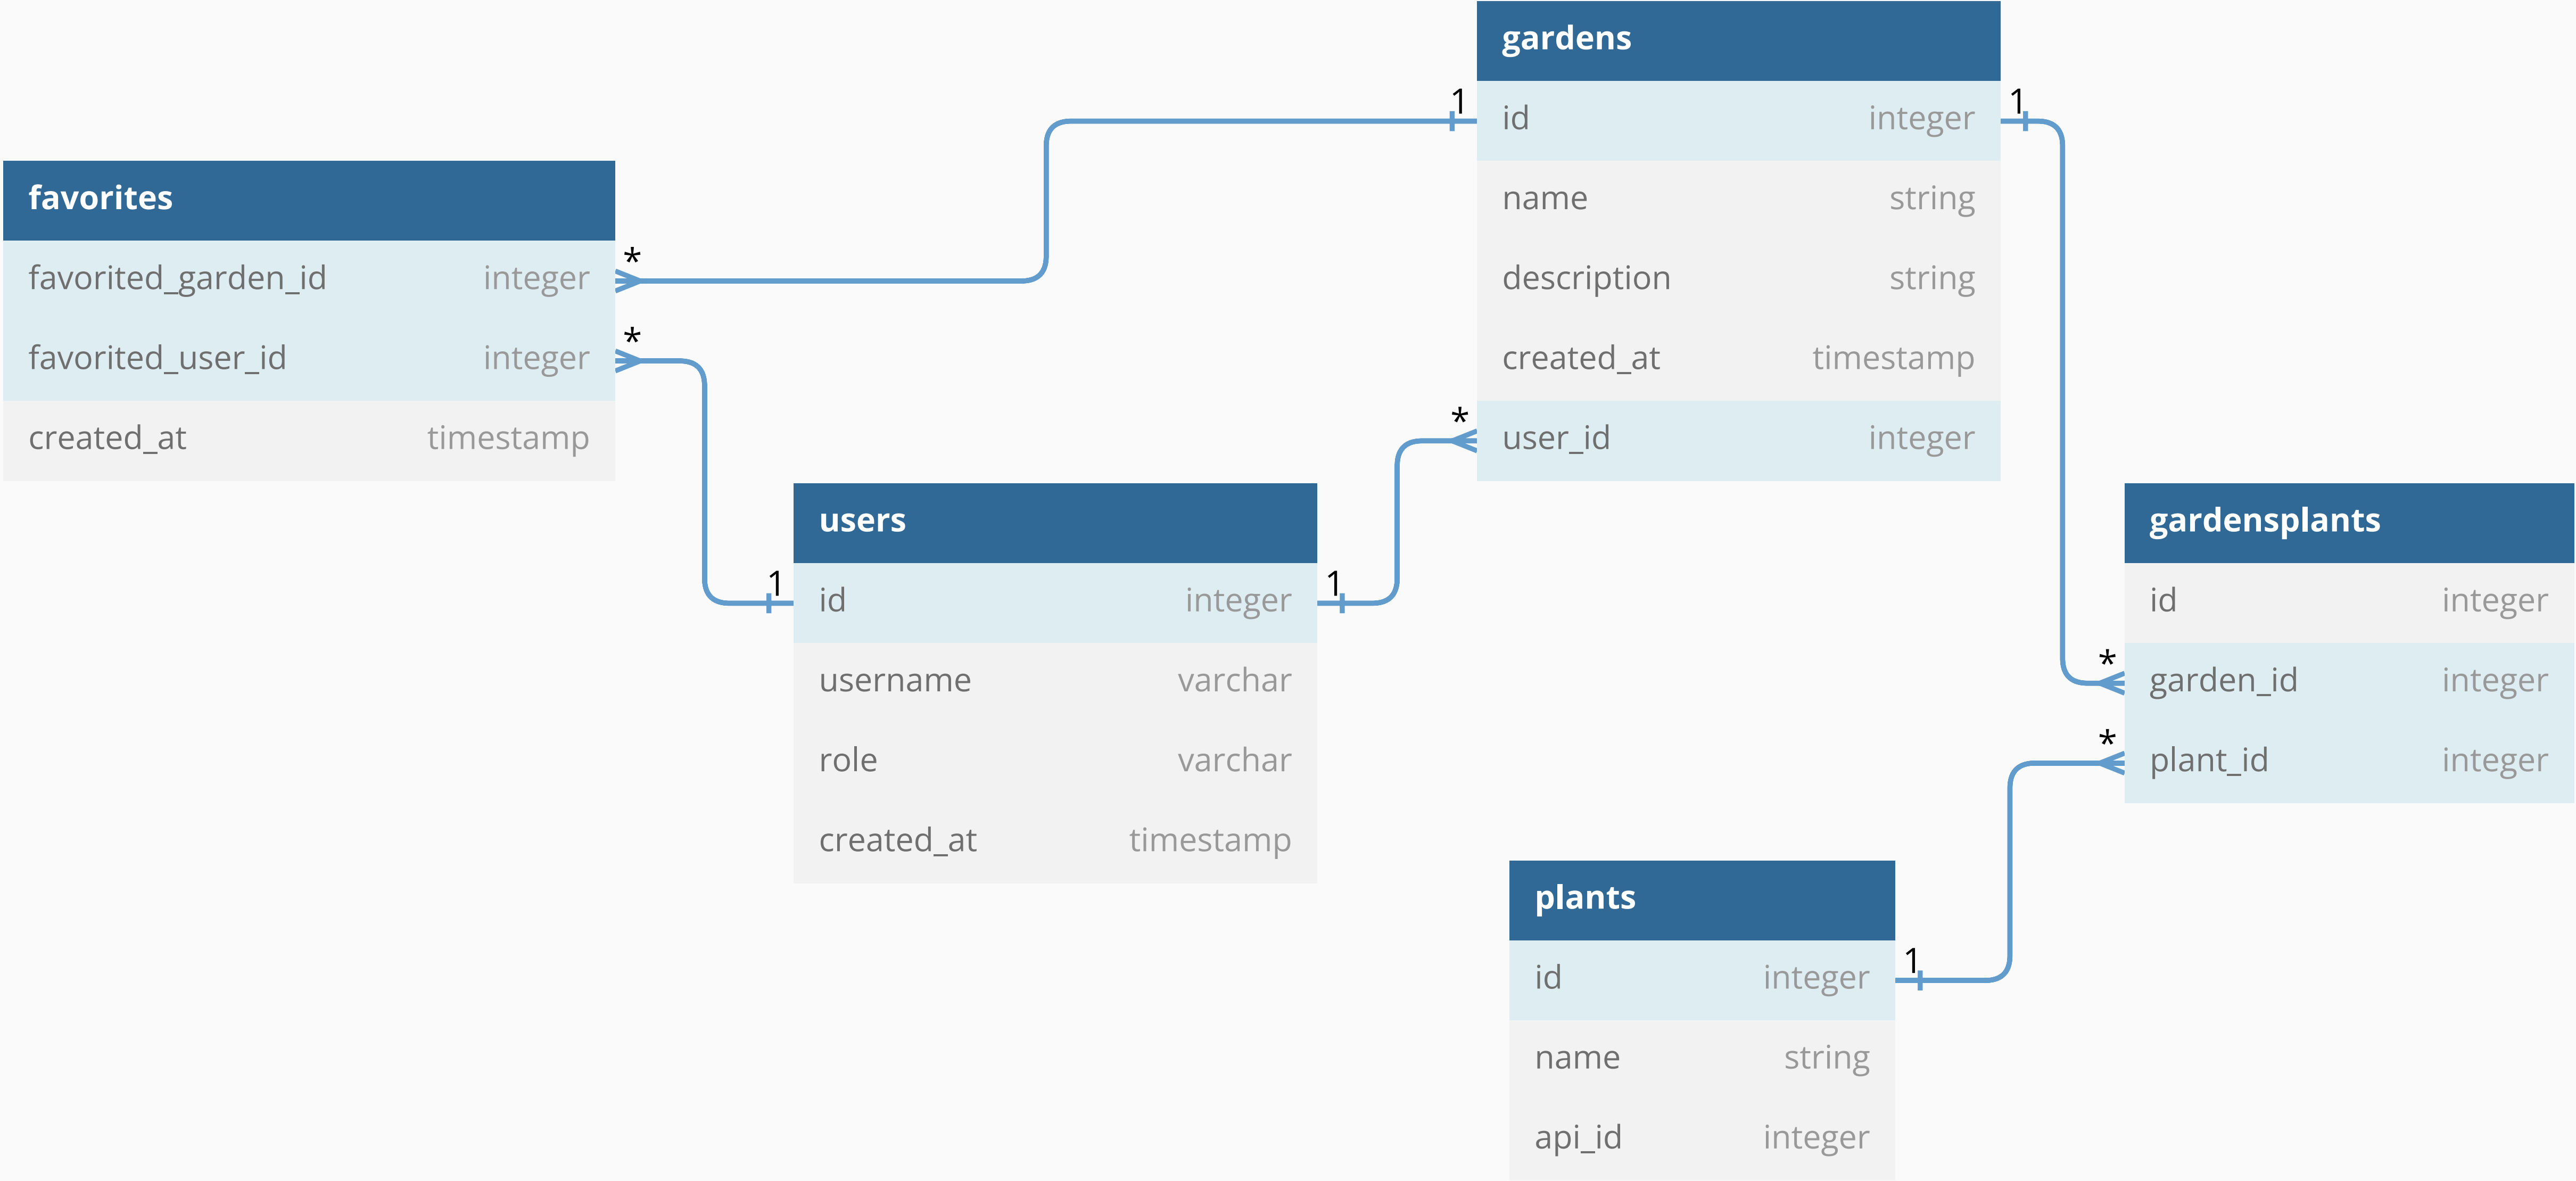 gardens
id integer
name string
description string
created_at timestamp
user_id integer
1
1
*
favorites
favorited_garden_id integer
favorited_user_id integer
created_at timestamp
*
*
users
id integer
username varchar
role varchar
created_at timestamp
1
1
gardensplants
id integer
garden_id integer
plant_id integer
*
*
plants
id integer
name string
api_id integer
1